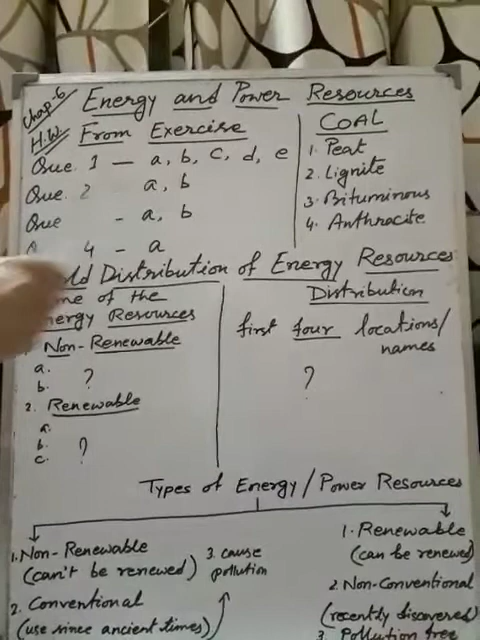 Chap-6
Energy and Power Resources
H.W. From Exercise
Que. 1 — a, b, c, d, e
Que. 2 a, b
Que - a, b
4 - a
COAL
1. Peat
2. Lignite
3. Bituminous
4. Anthracite
Distribution of Energy Resources
of the
Resources
Non-Renewable
a.
b. ?
2. Renewable
a.
b. ?
c.
Distribution
first four locations/
names
?
Types of Energy/Power Resources
1. Non-Renewable
(can't be renewed)
2. Conventional
(use since ancient times)
3. cause
pollution
1. Renewable
(can be renewed)
2. Non-Conventional
(recently discovered)
3. Pollution free